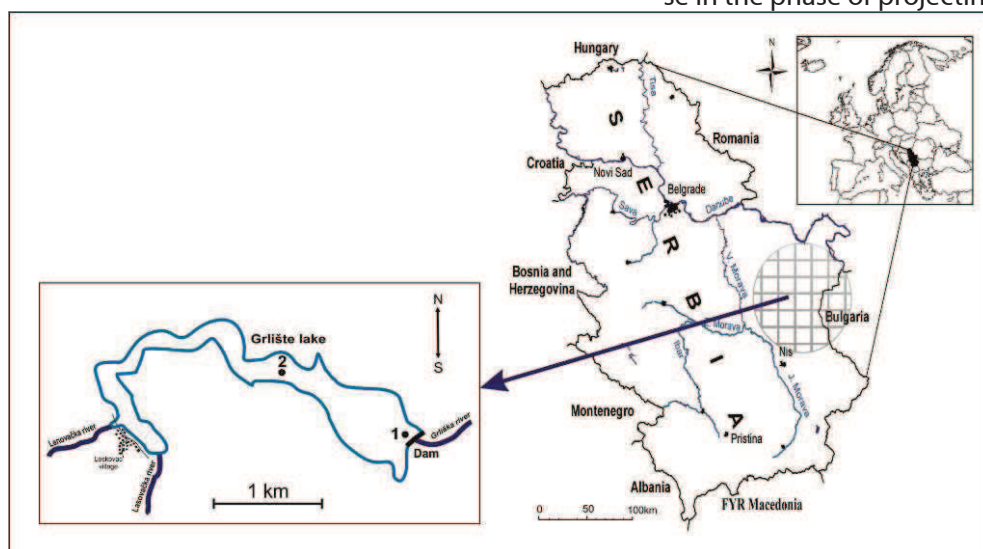 se in the phase of projectin
Hungary
N
Tisa
S
Romania
Croatia
Novi Sad
E
Belgrade
Sava
Danube
R
V. Morava
Bosnia and
Herzegovina
B
Bulgaria
Morava
Ibar
I
Nis
J. Morava
Montenegro
A
Pristina
Albania
FYR Macedonia
0 50 100km
N
S
Grlište lake
2
1
Dam
Grliška river
Lenovačka river
Leskovac
village
Lasovačka river
1 km